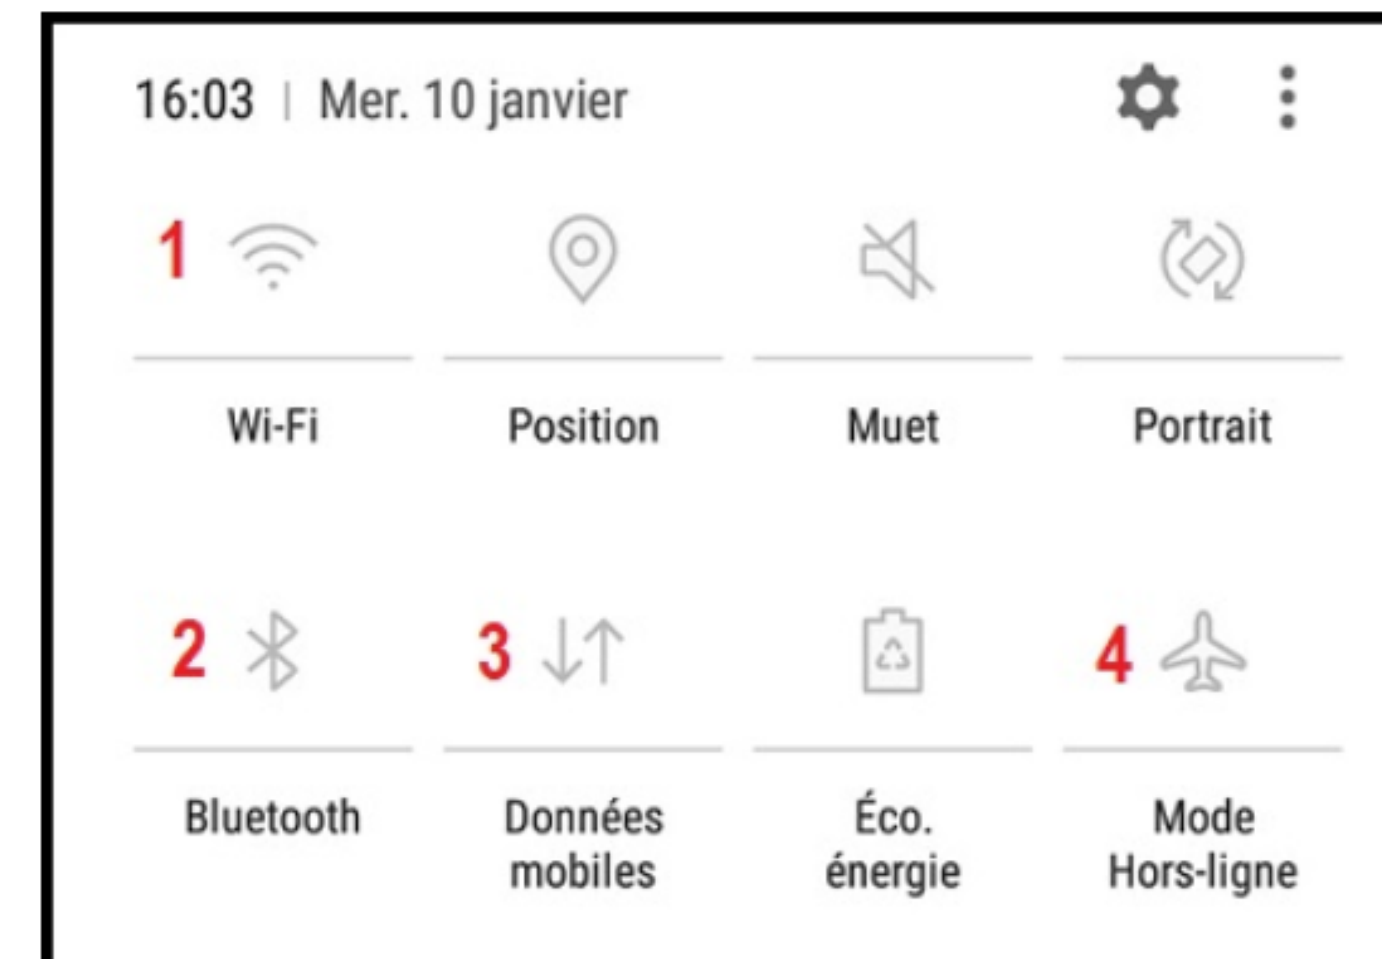 16:03 | Mer. 10 janvier
1
Wi-Fi Position Muet Portrait
2 3 4
Bluetooth Données mobiles Éco. énergie Mode Hors-ligne